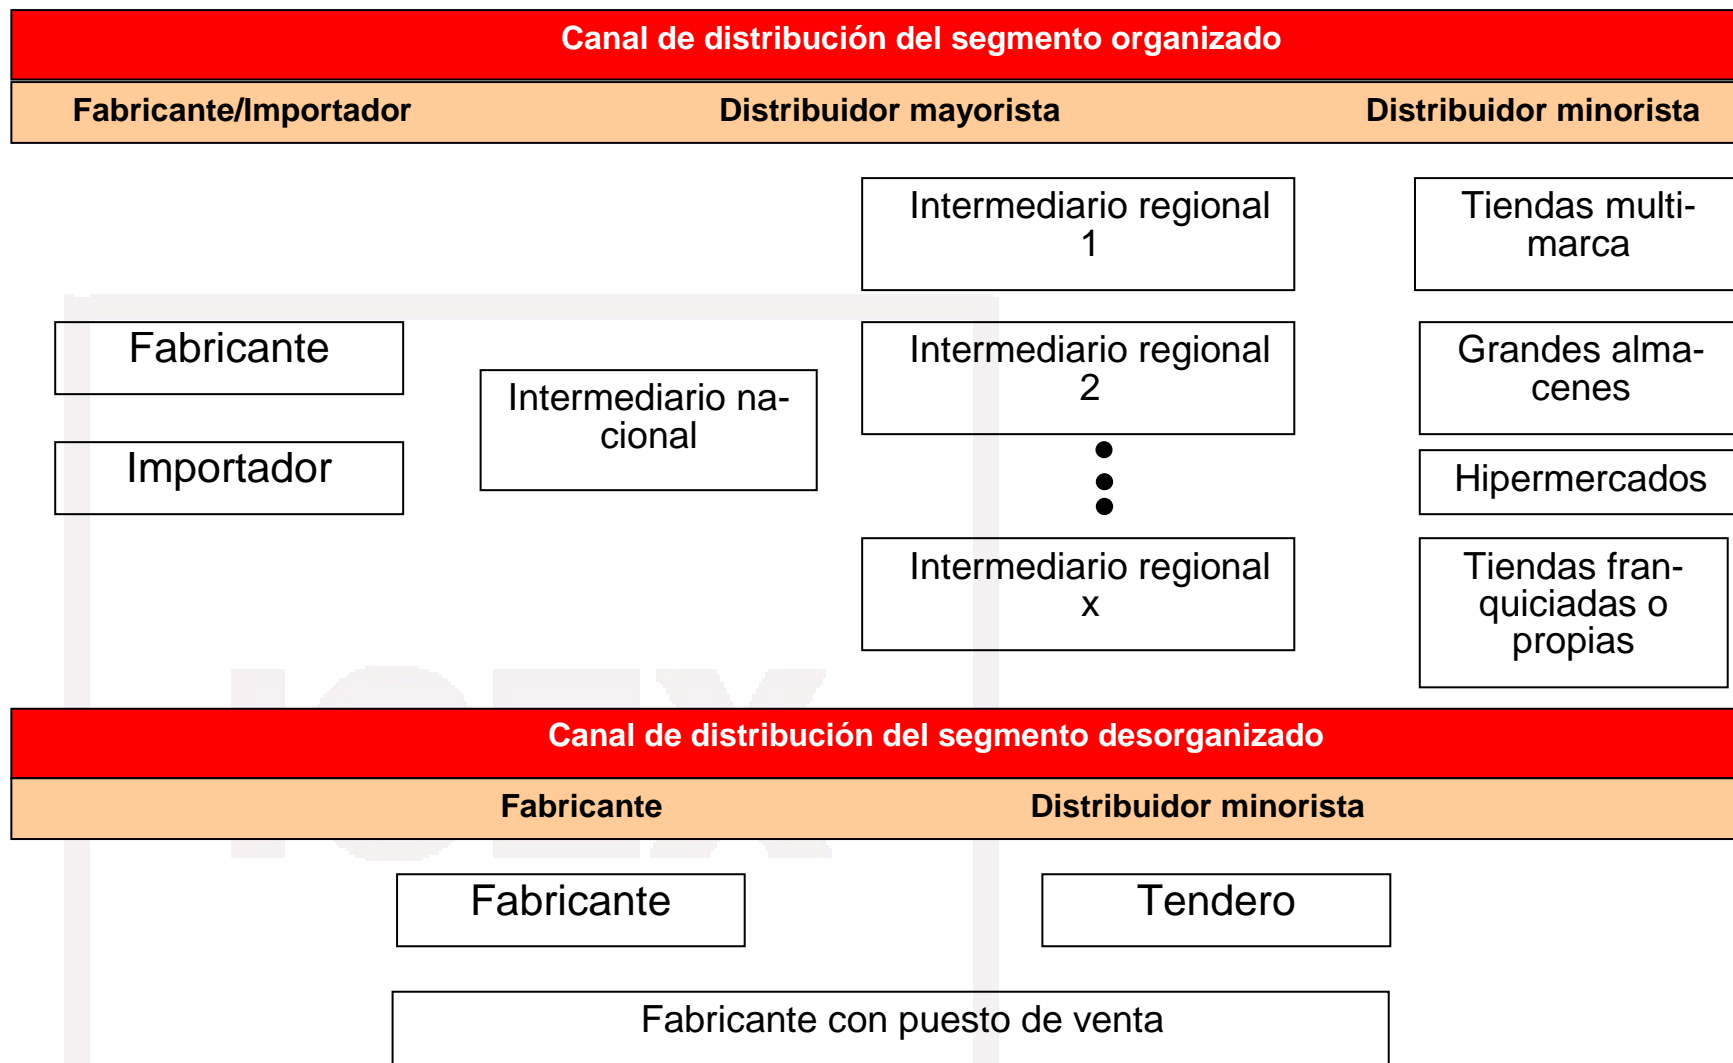 Canal de distribución del segmento organizado
Fabricante/Importador Distribuidor mayorista Distribuidor minorista
Intermediario regional
1
Tiendas multi-
marca
Fabricante
Intermediario na-
cional
Intermediario regional
2
Grandes alma-
cenes
Importador
Hipermercados
Intermediario regional
x
Tiendas fran-
quiciadas o
propias
ICEX
Canal de distribución del segmento desorganizado
Fabricante Distribuidor minorista
Fabricante
Tendero
Fabricante con puesto de venta